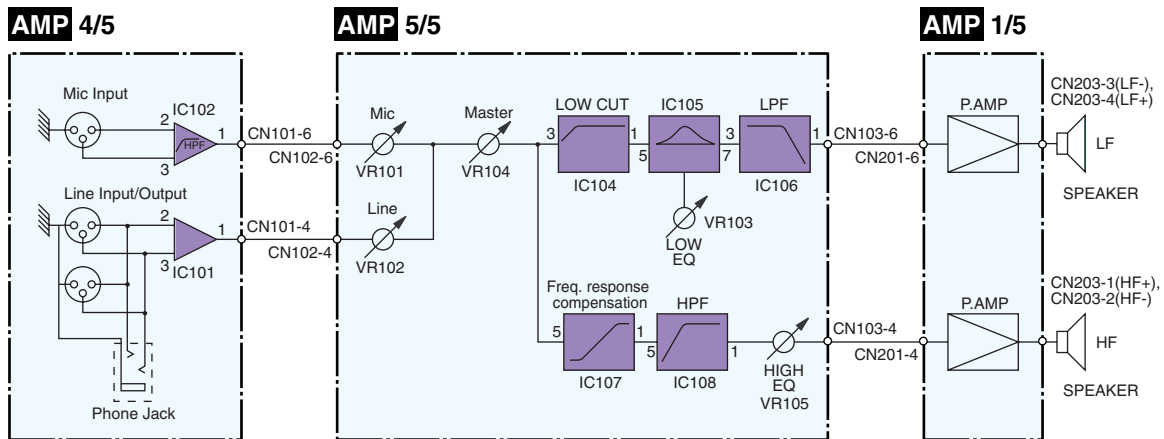 AMP 4/5
Mic Input
IC102
2
HPF
1
3
Line Input/Output
2
1
3
IC101
Phone Jack
CN101-6
CN102-6
CN101-4
CN102-4
AMP 5/5
Mic
VR101
Line
VR102
Master
VR104
LOW CUT
3
1
IC104
IC105
5
7
VR103
LOW
EQ
LPF
3
1
IC106
Freq. response
compensation
5
1
IC107
HPF
5
1
IC108
HIGH
EQ
VR105
CN103-6
CN201-6
CN103-4
CN201-4
AMP 1/5
P.AMP
CN203-3(LF-),
CN203-4(LF+)
LF
SPEAKER
P.AMP
CN203-1(HF+),
CN203-2(HF-)
HF
SPEAKER